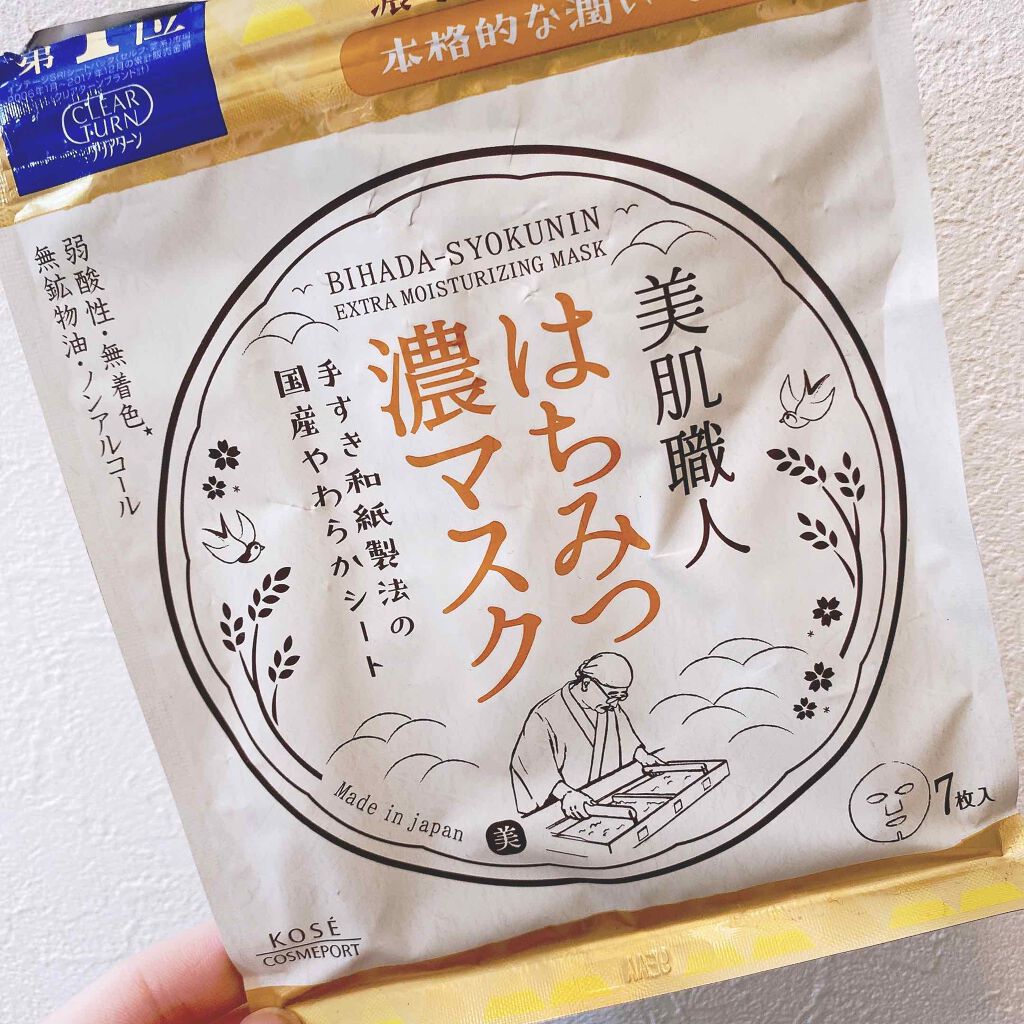 第1位
CLEAR
TURN
クリアターン
本格的な潤い
BIHADA-SYOKUNIN
EXTRA MOISTURIZING MASK
美肌職人
はちみつ
濃マスク
手すき和紙製法の
国産やわらかシート
弱酸性・無着色*
無鉱物油・ノンアルコール
Made in japan
美
7枚入
KOSÉ
COSMEPORT